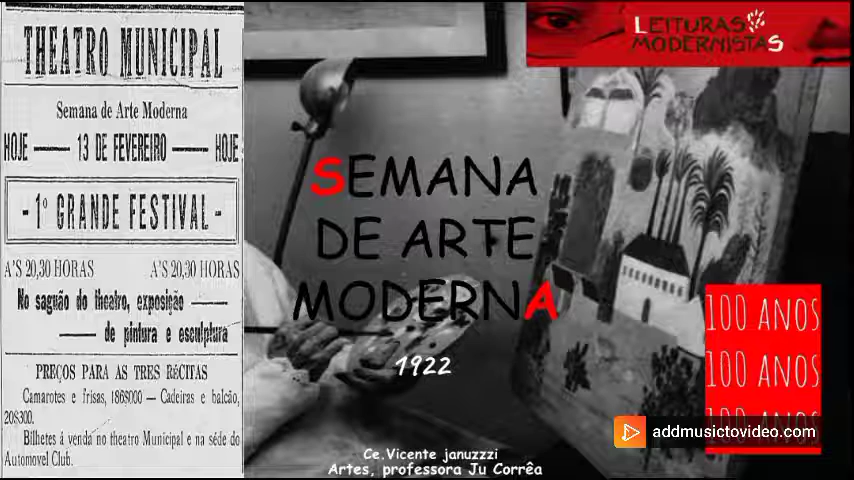 THEATRO MUNICIPAL
Semana de Arte Moderna
HOJE — 13 DE FEVEREIRO — HOJE
- 1º GRANDE FESTIVAL -
A'S 20,30 HORAS A'S 20,30 HORAS
No saguão do theatro, exposição —
— de pintura e esculptura
PREÇOS PARA AS TRES RÉCITAS
Camarotes e frisas, 186$000 — Cadeiras e balcão,
20$300.
Bilhetes á venda no theatro Municipal e na séde do
Automovel Club.
LEITURAS
MODERNISTAS
SEMANA
DE ARTE
MODERNA
1922
100 ANOS
100 ANOS
100 ANOS
addmusictovideo.com
Ce.Vicente januzzzi
Artes, professora Ju Corrêa